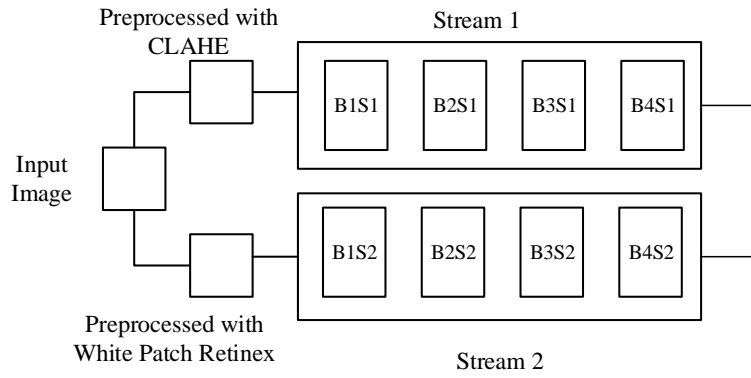 Preprocessed with
CLAHE
Stream 1
B1S1 B2S1 B3S1 B4S1
Input
Image
B1S2 B2S2 B3S2 B4S2
Preprocessed with
White Patch Retinex
Stream 2